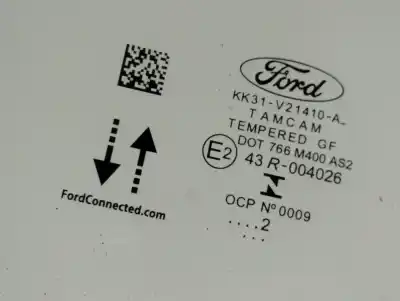 Ford
KK31-V21410-A_
TAMCAM
TEMPERED GF
DOT 766 M400 AS2
E2 43 R-004026
OCP Nº 0009
....2
...
FordConnected.com